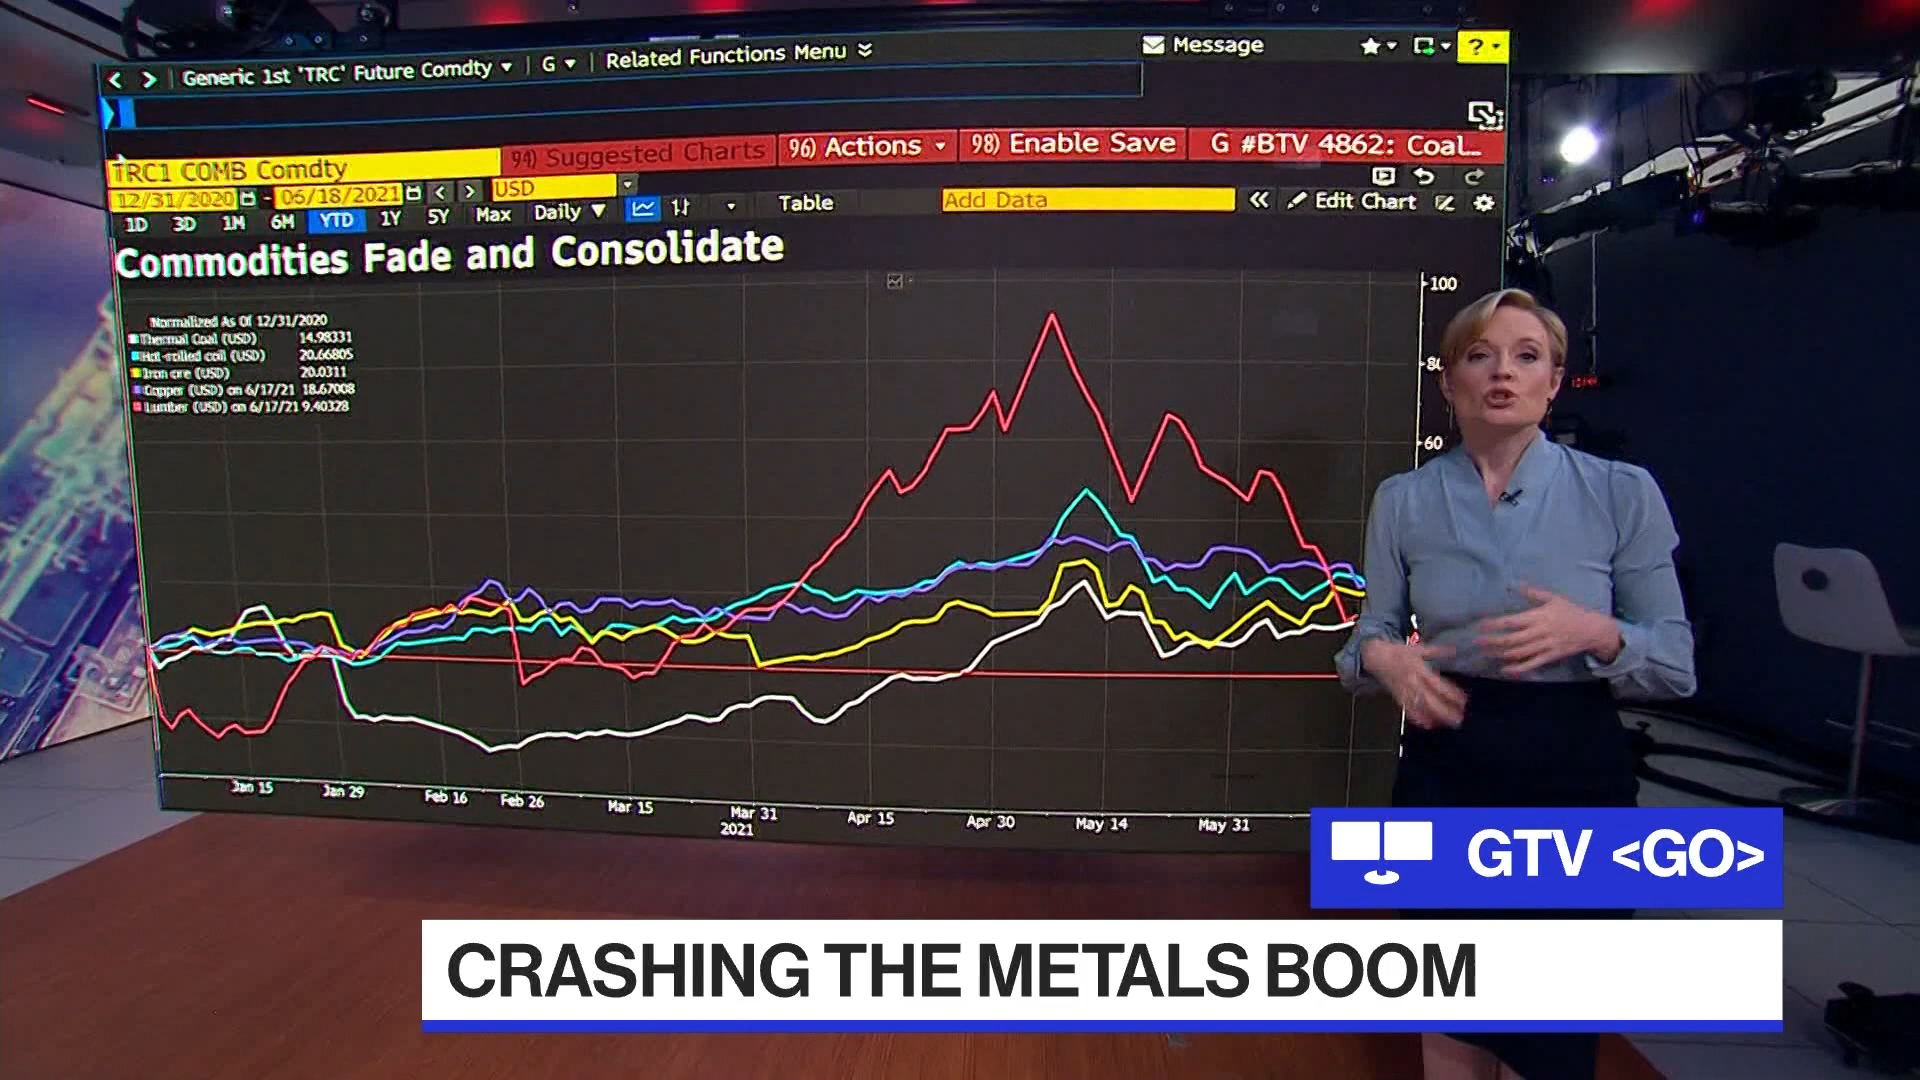 Generic 1st 'TRC' Future Comdty G Related Functions Menu Message ?
TRC1 COMB Comdty 94) Suggested Charts 96) Actions 98) Enable Save G #BTV 4862: Coal...
12/31/2020 - 06/18/2021 USD
1D 3D 1M 6M YTD 1Y 5Y Max Daily Table Add Data Edit Chart
Commodities Fade and Consolidate
Normalized As Of 12/31/2020
Thermal Coal (USD) 14.98331
Hot-rolled coil (USD) 20.66805
Iron ore (USD) 20.0311
Copper (USD) on 6/17/21 18.67008
Lumber (USD) on 6/17/21 9.40328
100
60
Jan 15 Jan 29 Feb 16 Feb 26 Mar 15 Mar 31 Apr 15 Apr 30 May 14 May 31
2021
GTV <GO>
CRASHING THE METALS BOOM